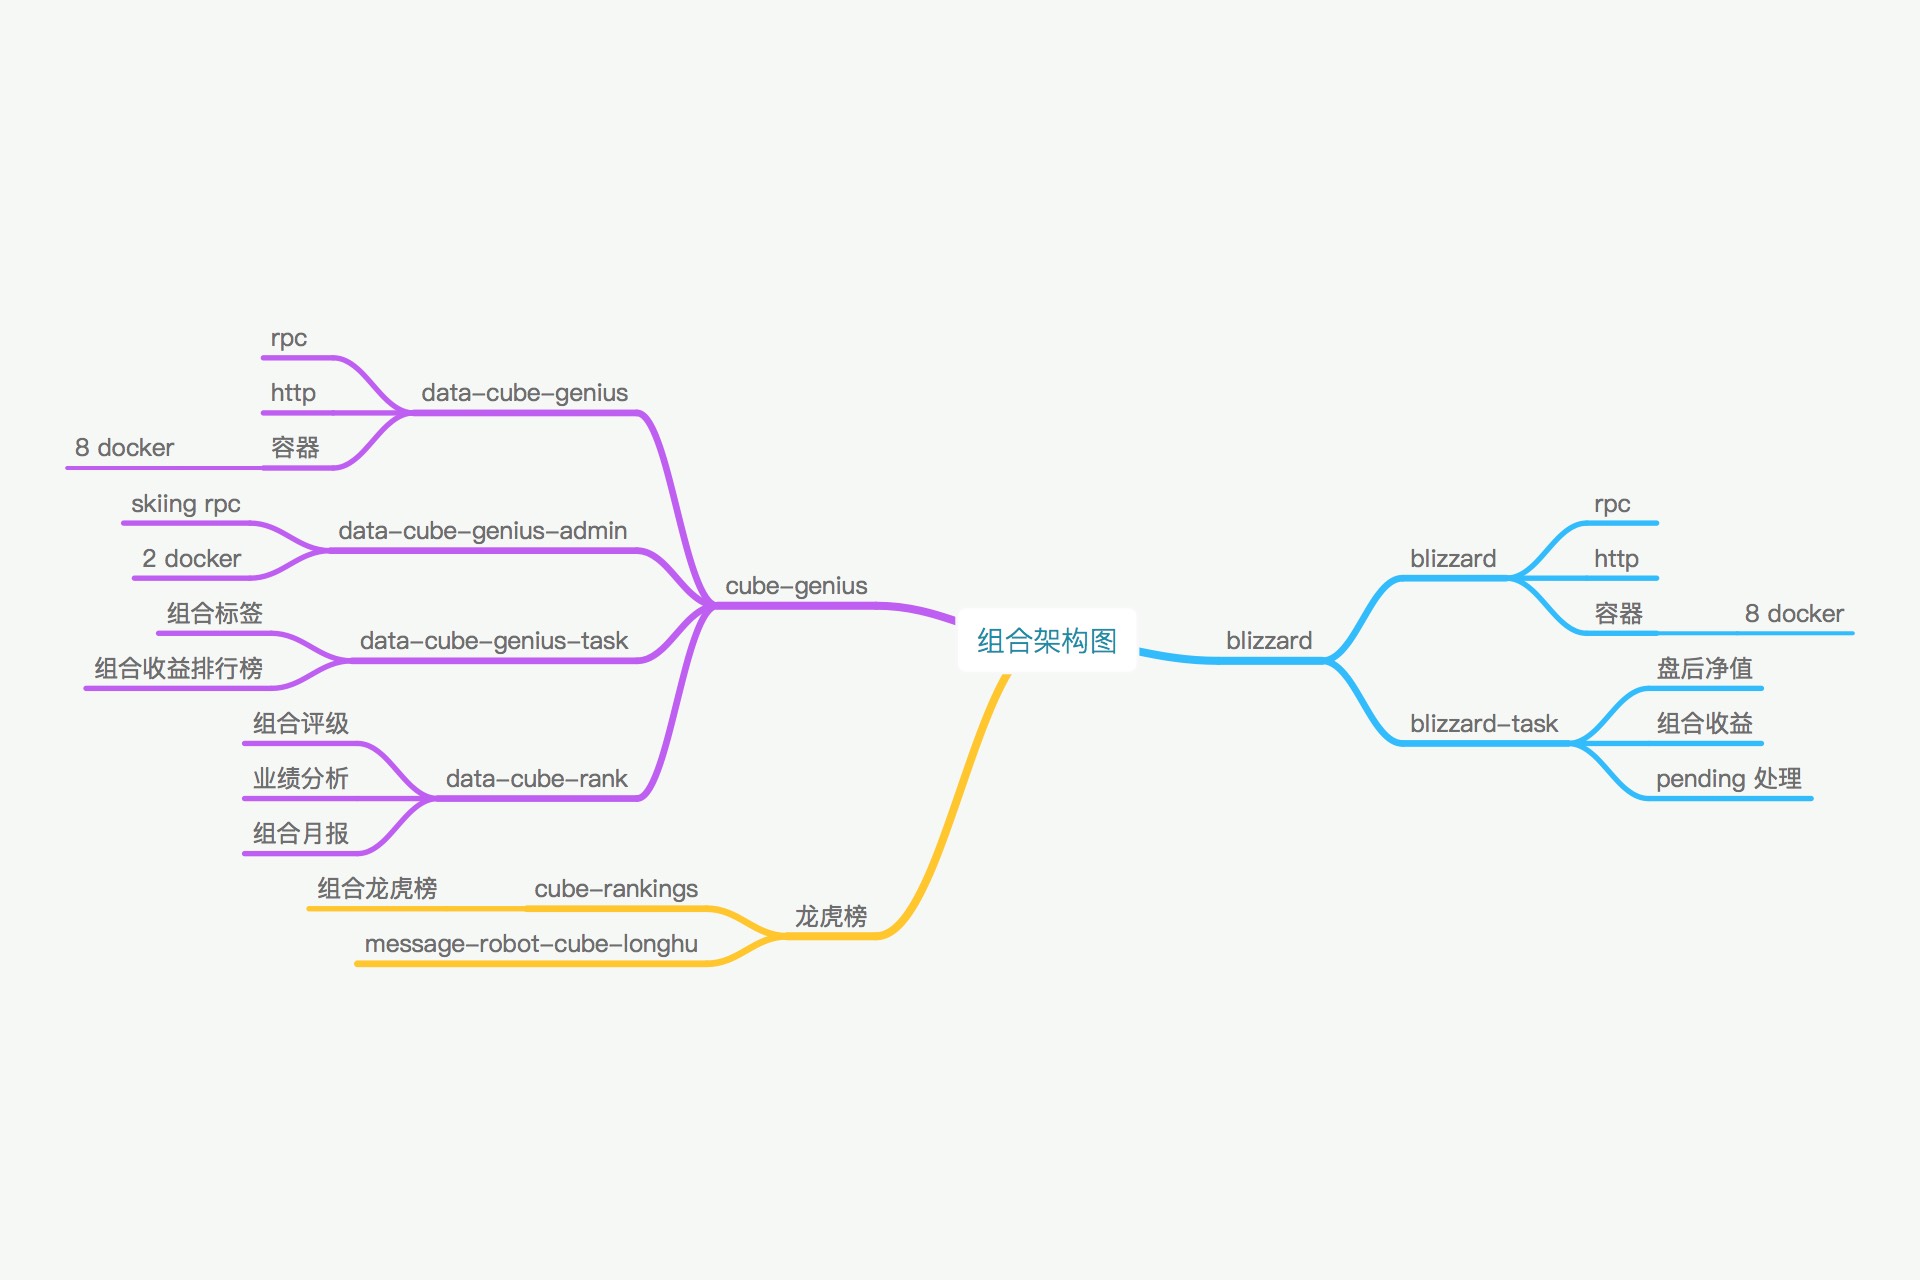 rpc
http
data-cube-genius
8 docker
容器
skiing rpc
data-cube-genius-admin
2 docker
cube-genius
组合标签
data-cube-genius-task
组合收益排行榜
组合评级
业绩分析
data-cube-rank
组合月报
组合龙虎榜
cube-rankings
龙虎榜
message-robot-cube-longhu
组合架构图
blizzard
blizzard
rpc
http
容器
8 docker
blizzard-task
盘后净值
组合收益
pending 处理